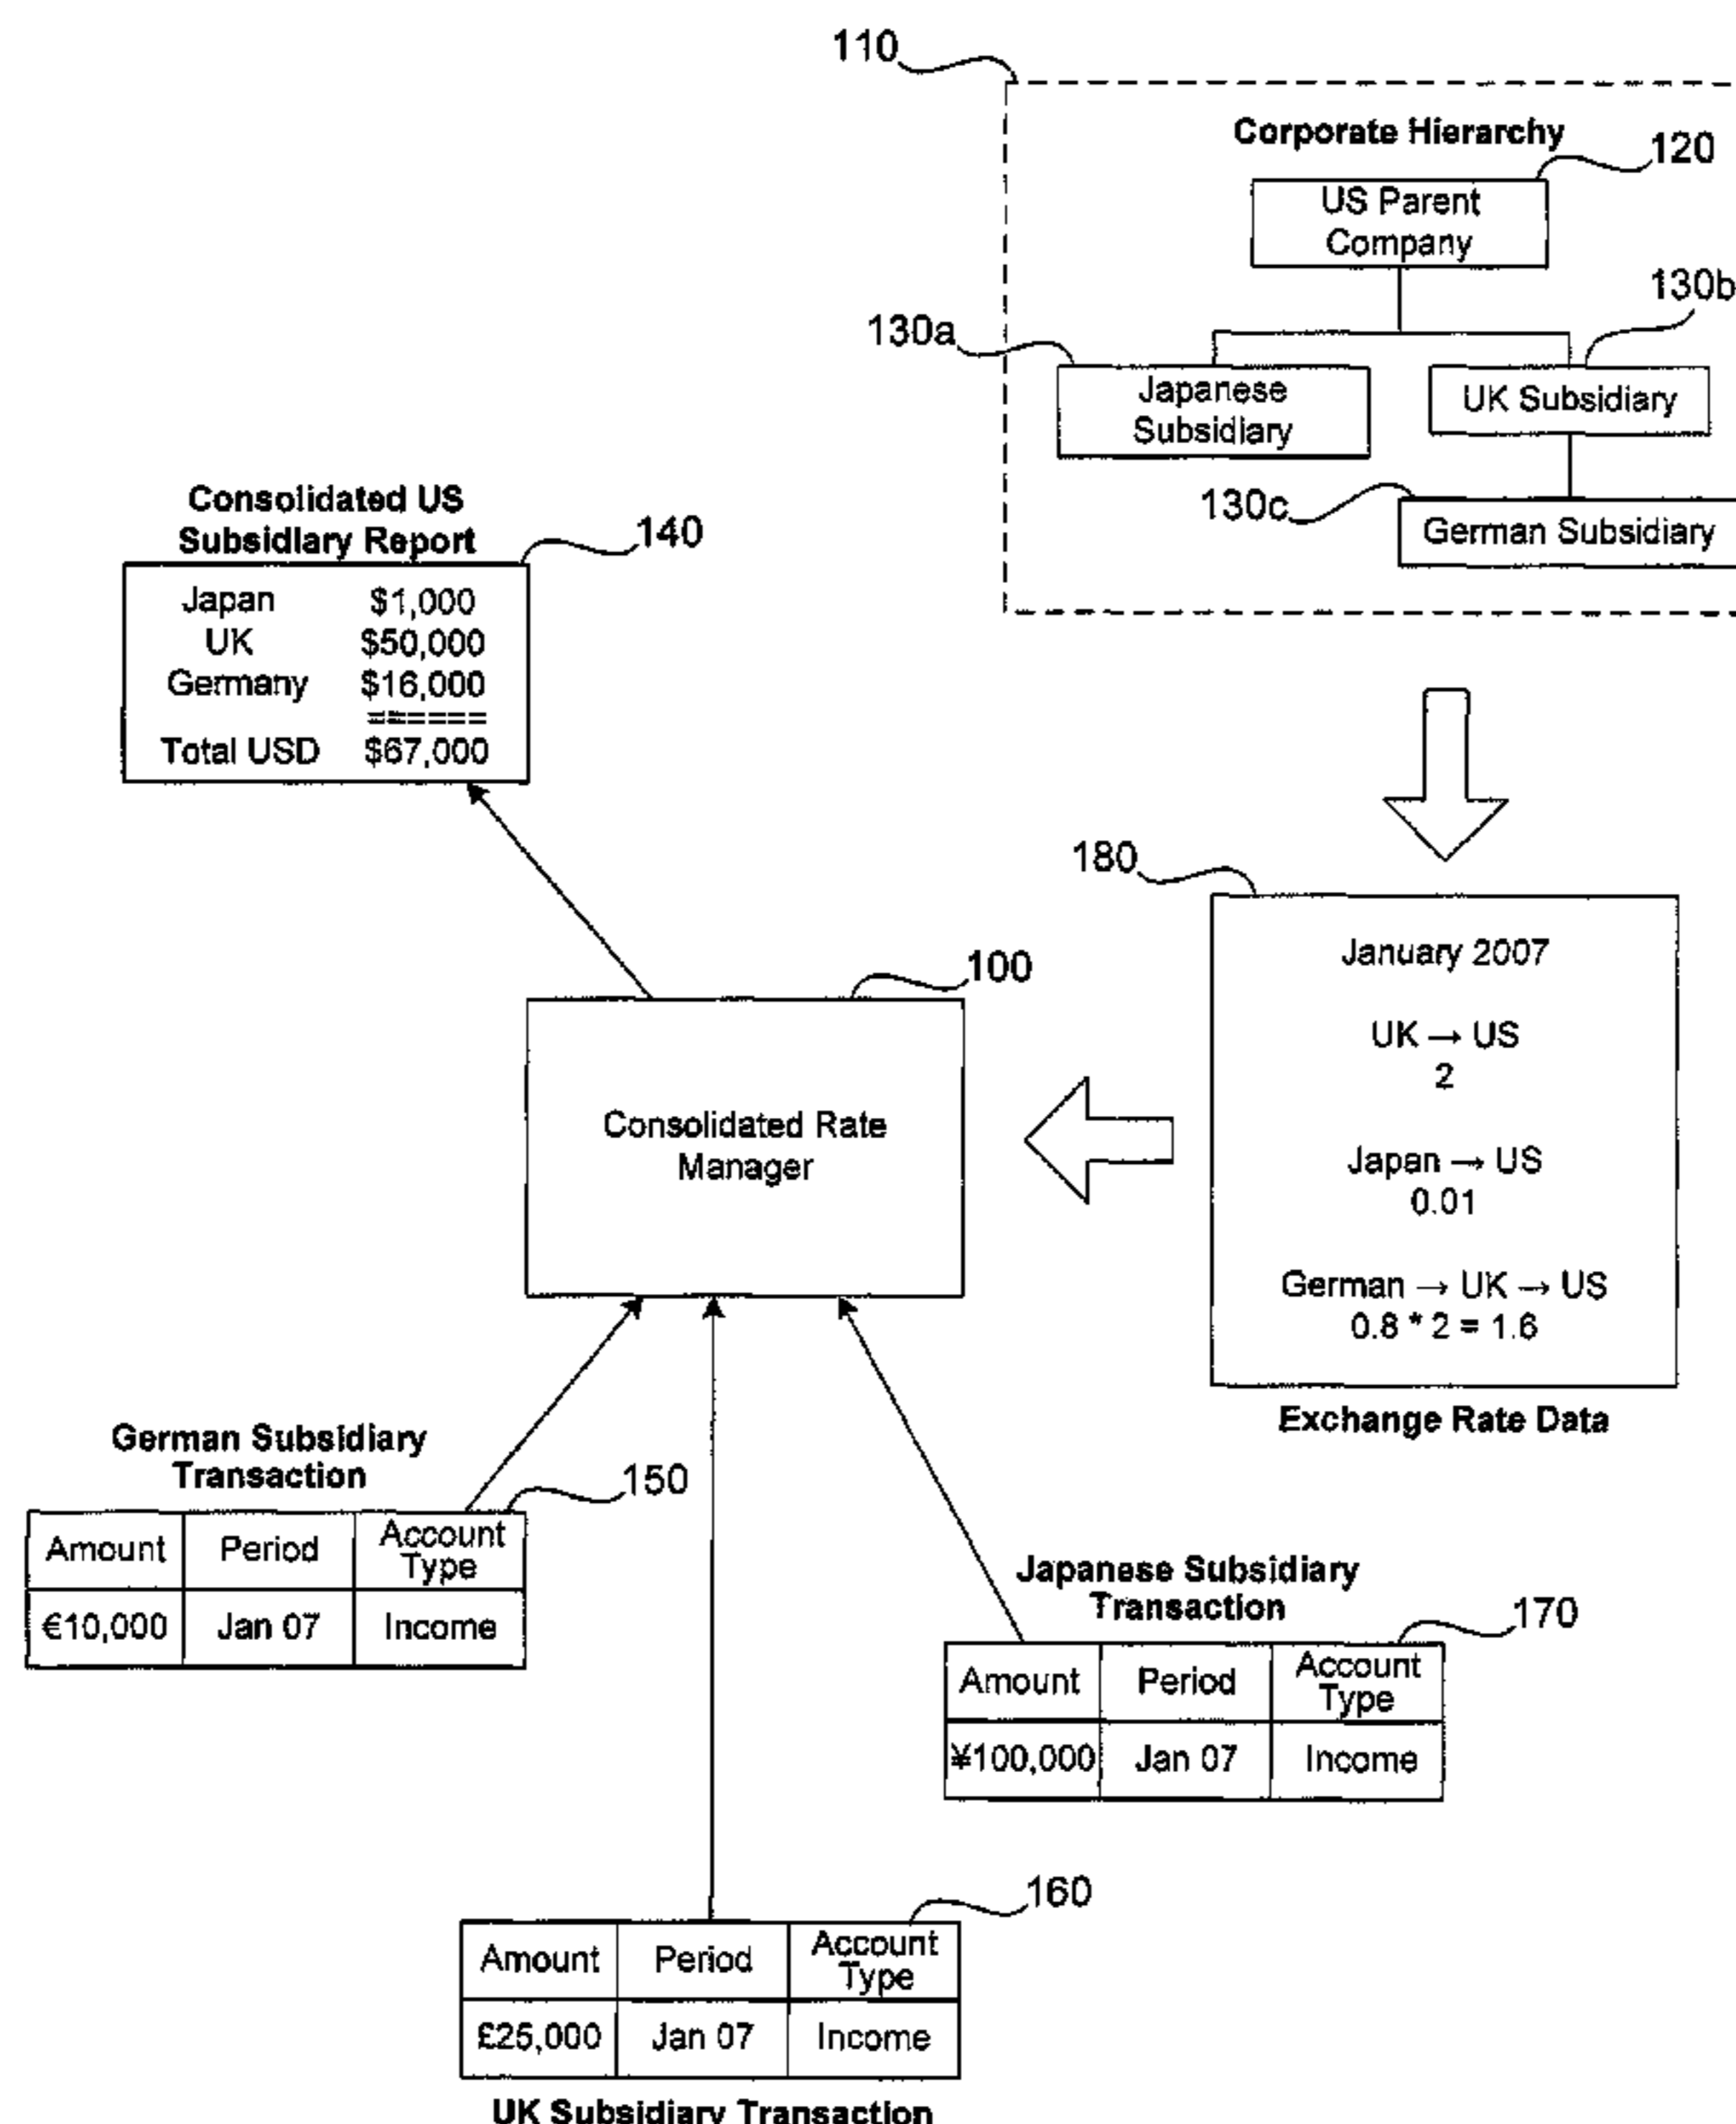 110
Corporate Hierarchy
120
US Parent
Company
130b
130a
Japanese
Subsidiary
UK Subsidiary
130c
German Subsidiary
Consolidated US
Subsidiary Report
140
Japan $1,000
UK $50,000
Germany $16,000
======
Total USD $67,000
180
January 2007
UK → US
2
Japan → US
0.01
German → UK → US
0.8 * 2 = 1.6
Exchange Rate Data
100
Consolidated Rate
Manager
German Subsidiary
Transaction
150
Amount Period Account
Type
€10,000 Jan 07 Income
Japanese Subsidiary
Transaction
170
Amount Period Account
Type
¥100,000 Jan 07 Income
160
Amount Period Account
Type
£25,000 Jan 07 Income
UK Subsidiary Transaction